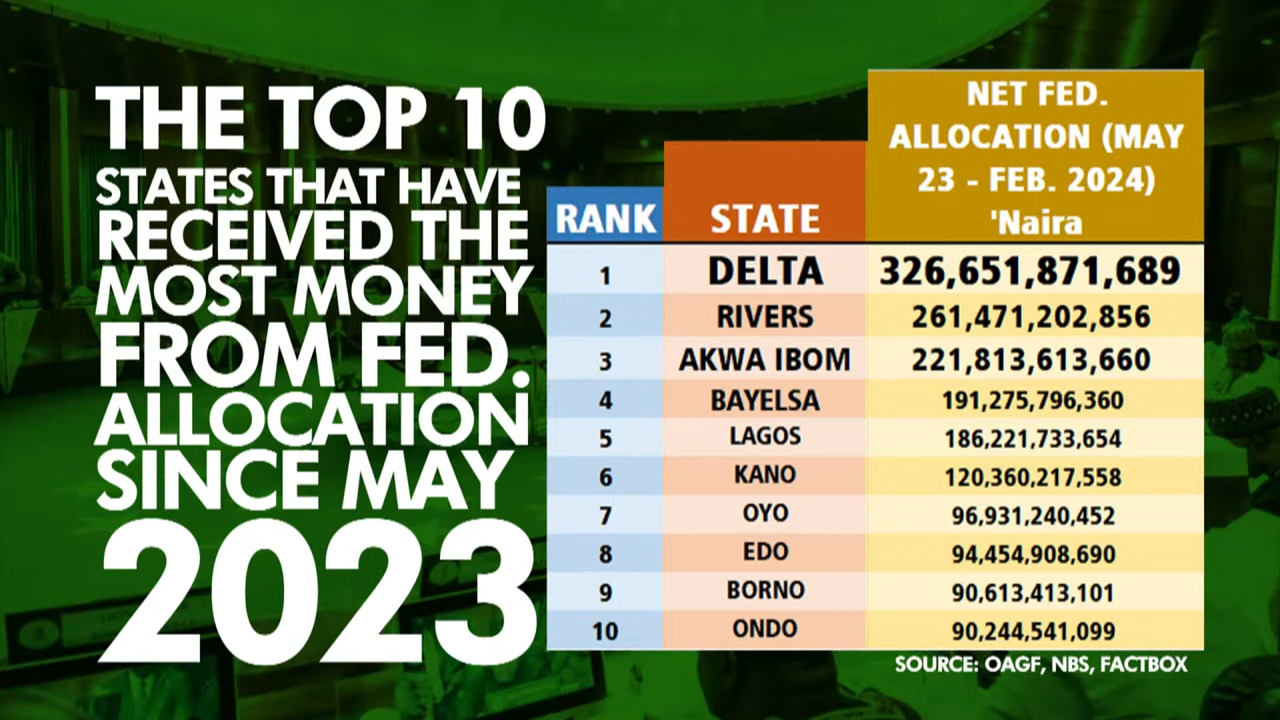 THE TOP 10
STATES THAT HAVE
RECEIVED THE
MOST MONEY
FROM FED.
ALLOCATION
SINCE MAY
2023
RANK STATE NET FED.
ALLOCATION (MAY
23 - FEB. 2024)
'Naira
1 DELTA 326,651,871,689
2 RIVERS 261,471,202,856
3 AKWA IBOM 221,813,613,660
4 BAYELSA 191,275,796,360
5 LAGOS 186,221,733,654
6 KANO 120,360,217,558
7 OYO 96,931,240,452
8 EDO 94,454,908,690
9 BORNO 90,613,413,101
10 ONDO 90,244,541,099
SOURCE: OAGF, NBS, FACTBOX